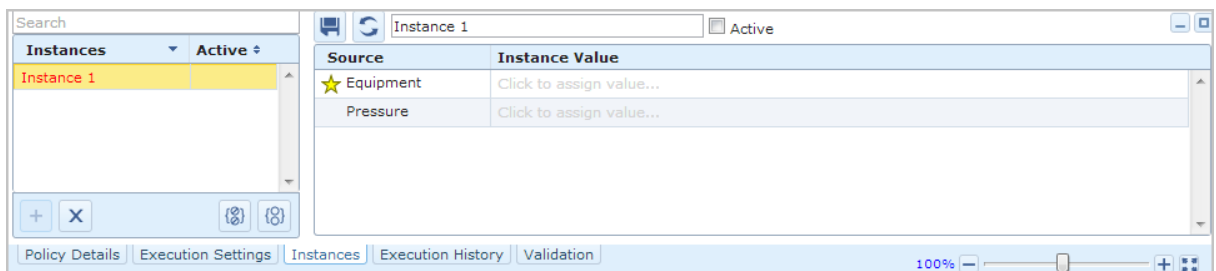 Search
Instance 1
Active
Instances Active
Source Instance Value
Instance 1
Equipment Click to assign value...
Pressure Click to assign value...
Policy Details Execution Settings Instances Execution History Validation
100%